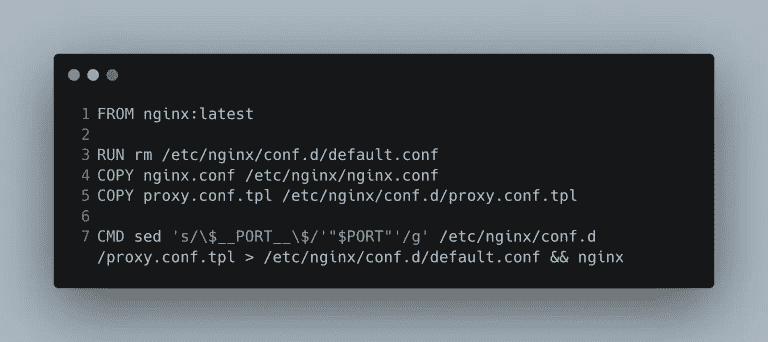 1 FROM nginx:latest
2
3 RUN rm /etc/nginx/conf.d/default.conf
4 COPY nginx.conf /etc/nginx/nginx.conf
5 COPY proxy.conf.tpl /etc/nginx/conf.d/proxy.conf.tpl
6
7 CMD sed 's/\$__PORT__\$/'"$PORT"'/g' /etc/nginx/conf.d
/proxy.conf.tpl > /etc/nginx/conf.d/default.conf && nginx